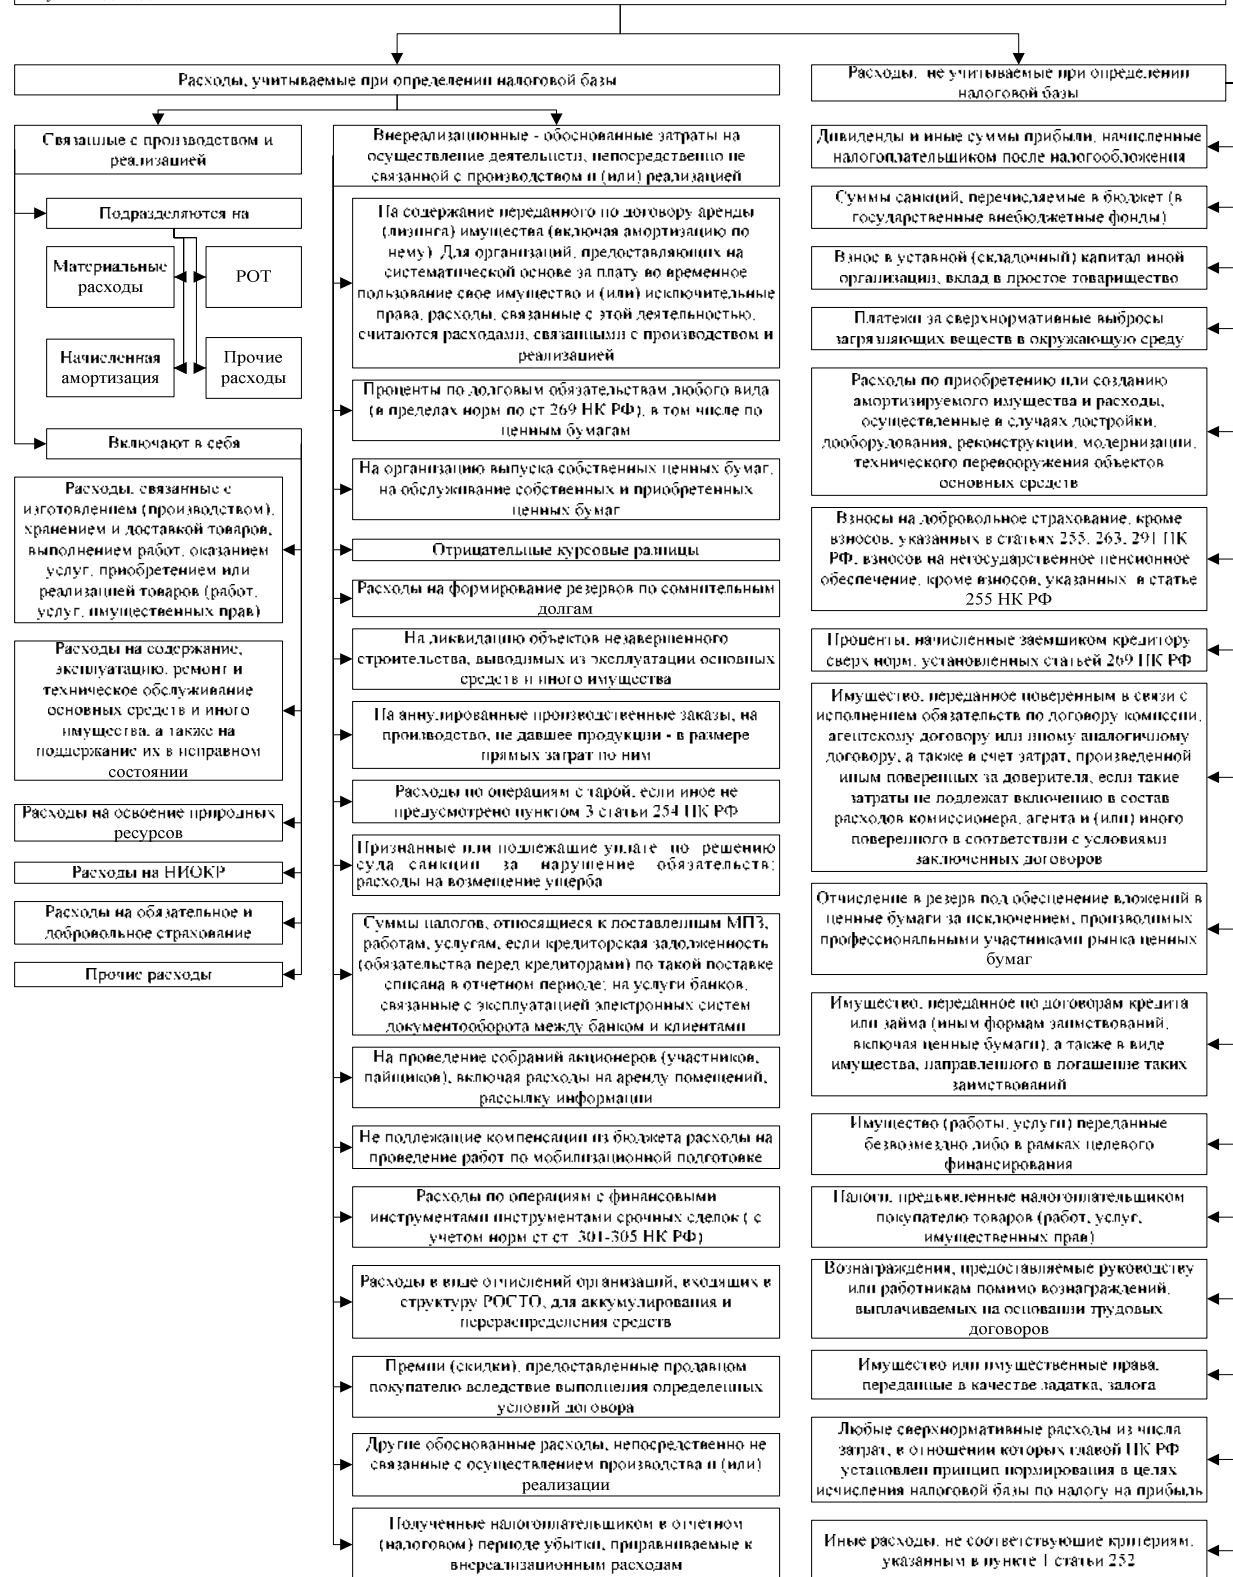 Расходы, учитываемые при определении налоговой базы
Расходы, не учитываемые при определении
налоговой базы
Связанные с производством и
реализацией
Подразделяются на
Материальные
расходы
РОТ
Начисленная
амортизация
Прочие
расходы
Включают в себя
Расходы, связанные с
изготовлением (производством),
хранением и доставкой товаров,
выполнением работ, оказанием
услуг, приобретением или
реализацией товаров (работ,
услуг, имущественных прав)
Расходы на содержание,
эксплуатацию, ремонт и
техническое обслуживание
основных средств и иного
имущества, а также на
поддержание их в исправном
состоянии
Расходы на освоение природных
ресурсов
Расходы на НИОКР
Расходы на обязательное и
добровольное страхование
Прочие расходы
Внереализационные - обоснованные затраты на
осуществление деятельсти, непосредственно не
связанной с производством и (или) реализацией
На содержание переданного по договору аренды
(лизинга) имущества (включая амортизацию по
нему) Для организаций, предоставляющих на
систематической основе за плату во временное
пользование свое имущество и (или) исключительные
права, расходы, связанные с этой деятельностью,
считаются расходами, связанными с производством и
реализацией
Проценты по долговым обязательствам любого вида
(в пределах норм по ст 269 НК РФ), в том числе по
ценным бумагам
На организацию выпуска собственных ценных бумаг,
на обслуживание собственных и приобретенных
ценных бумаг
Отрицательные курсовые разницы
Расходы на формирование резервов по сомнительным
долгам
На ликвидацию объектов незавершенного
строительства, выводимых из эксплуатации основных
средств и иного имущества
На аннулированные производственные заказы, на
производство, не давшее продукции - в размере
прямых затрат по ним
Расходы по операциям с тарой, если иное не
предусмотрено пунктом 3 статьи 254 НК РФ
Признанные или подлежащие уплате по решению
суда санкции за нарушение обязательств;
расходы на возмещение ущерба
Суммы налогов, относящиеся к поставленным МПЗ,
работам, услугам, если кредиторская задолженность
(обязательства перед кредиторами) по такой поставке
списана в отчетном периоде; на услуги банков,
связанные с эксплуатацией электронных систем
документооборота между банком и клиентами
На проведение собраний акционеров (участников,
пайщиков), включая расходы на аренду помещений,
рассылку информации
Не подлежащие компенсации из бюджета расходы на
проведение работ по мобилизационной подготовке
Расходы по операциям с финансовыми
инструментами инструментами срочных сделок ( с
учетом норм ст ст 301-305 НК РФ)
Расходы в виде отчислений организаций, входящих в
структуру РОСТО, для аккумулирования и
перераспределения средств
Премии (скидки), предоставленные продавцом
покупателю вследствие выполнения определенных
условий договора
Другие обоснованные расходы, непосредственно не
связанные с осуществлением производства и (или)
реализации
Полученные налогоплательщиком в отчетном
(налоговом) периоде убытки, приравниваемые к
внереализационным расходам
Дивиденды и иные суммы прибыли, начисленные
налогоплательщиком после налогообложения
Суммы санкций, перечисляемые в бюджет (в
государственные внебюджетные фонды)
Взнос в уставной (складочный) капитал иной
организации, вклад в простое товарищество
Платежи за сверхнормативные выбросы
загрязняющих веществ в окружающую среду
Расходы по приобретению или созданию
амортизируемого имущества и расходы,
осуществленные в случаях достройки,
дооборудования, реконструкции, модернизации,
технического перевооружения объектов
основных средств
Взносы на добровольное страхование, кроме
взносов, указанных в статьях 255, 263, 291 НК
РФ, взносов на негосударственное пенсионное
обеспечение, кроме взносов, указанных в статье
255 НК РФ
Проценты, начисленные заемщиком кредитору
сверх норм, установленных статьей 269 НК РФ
Имущество, переданное поверенным в связи с
исполнением обязательств по договору комиссии,
агентскому договору или иному аналогичному
договору, а также в счет затрат, произведенной
иным поверенных за доверителя, если такие
затраты не подлежат включению в состав
расходов комиссионера, агента и (или) иного
поверенного в соответствии с условиями
заключенных договоров
Отчисление в резерв под обесценение вложений в
ценные бумаги за исключением, производимых
профессиональными участниками рынка ценных
бумаг
Имущество, переданное по договорам кредита
или займа (иным формам заимствований,
включая ценные бумаги), а также в виде
имущества, направленного в погашение таких
заимствований
Имущество (работы, услуги) переданные
безвозмездно либо в рамках целевого
финансирования
Налоги, предъявленные налогоплательщиком
покупателю товаров (работ, услуг,
имущественных прав)
Вознаграждения, предоставляемые руководству
или работникам помимо вознаграждений,
выплачиваемых на основании трудовых
договоров
Имущество или имущественные права,
переданные в качестве задатка, залога
Любые сверхнормативные расходы из числа
затрат, в отношении которых главой НК РФ
установлен принцип нормирования в целях
исчисления налоговой базы по налогу на прибыль
Иные расходы, не соответствующие критериям,
указанным в пункте 1 статьи 252